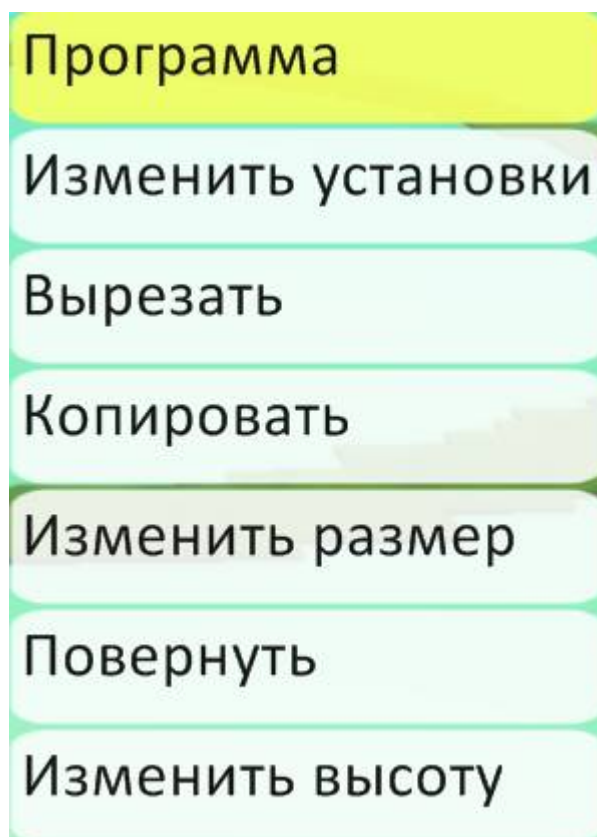 Программа
Изменить установки
Вырезать
Копировать
Изменить размер
Повернуть
Изменить высоту